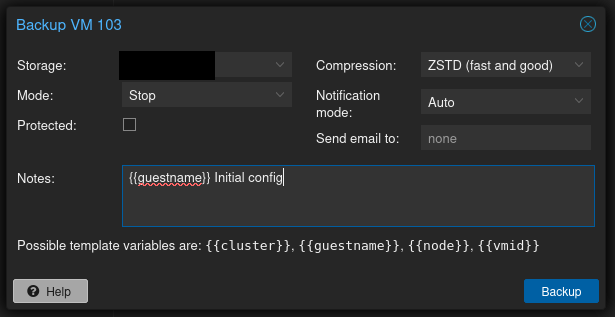 Backup VM 103
Storage:
Compression: ZSTD (fast and good)
Mode: Stop
Notification mode: Auto
Protected:
Send email to: none
Notes: {{guestname}} Initial config
Possible template variables are: {{cluster}}, {{guestname}}, {{node}}, {{vmid}}
? Help
Backup